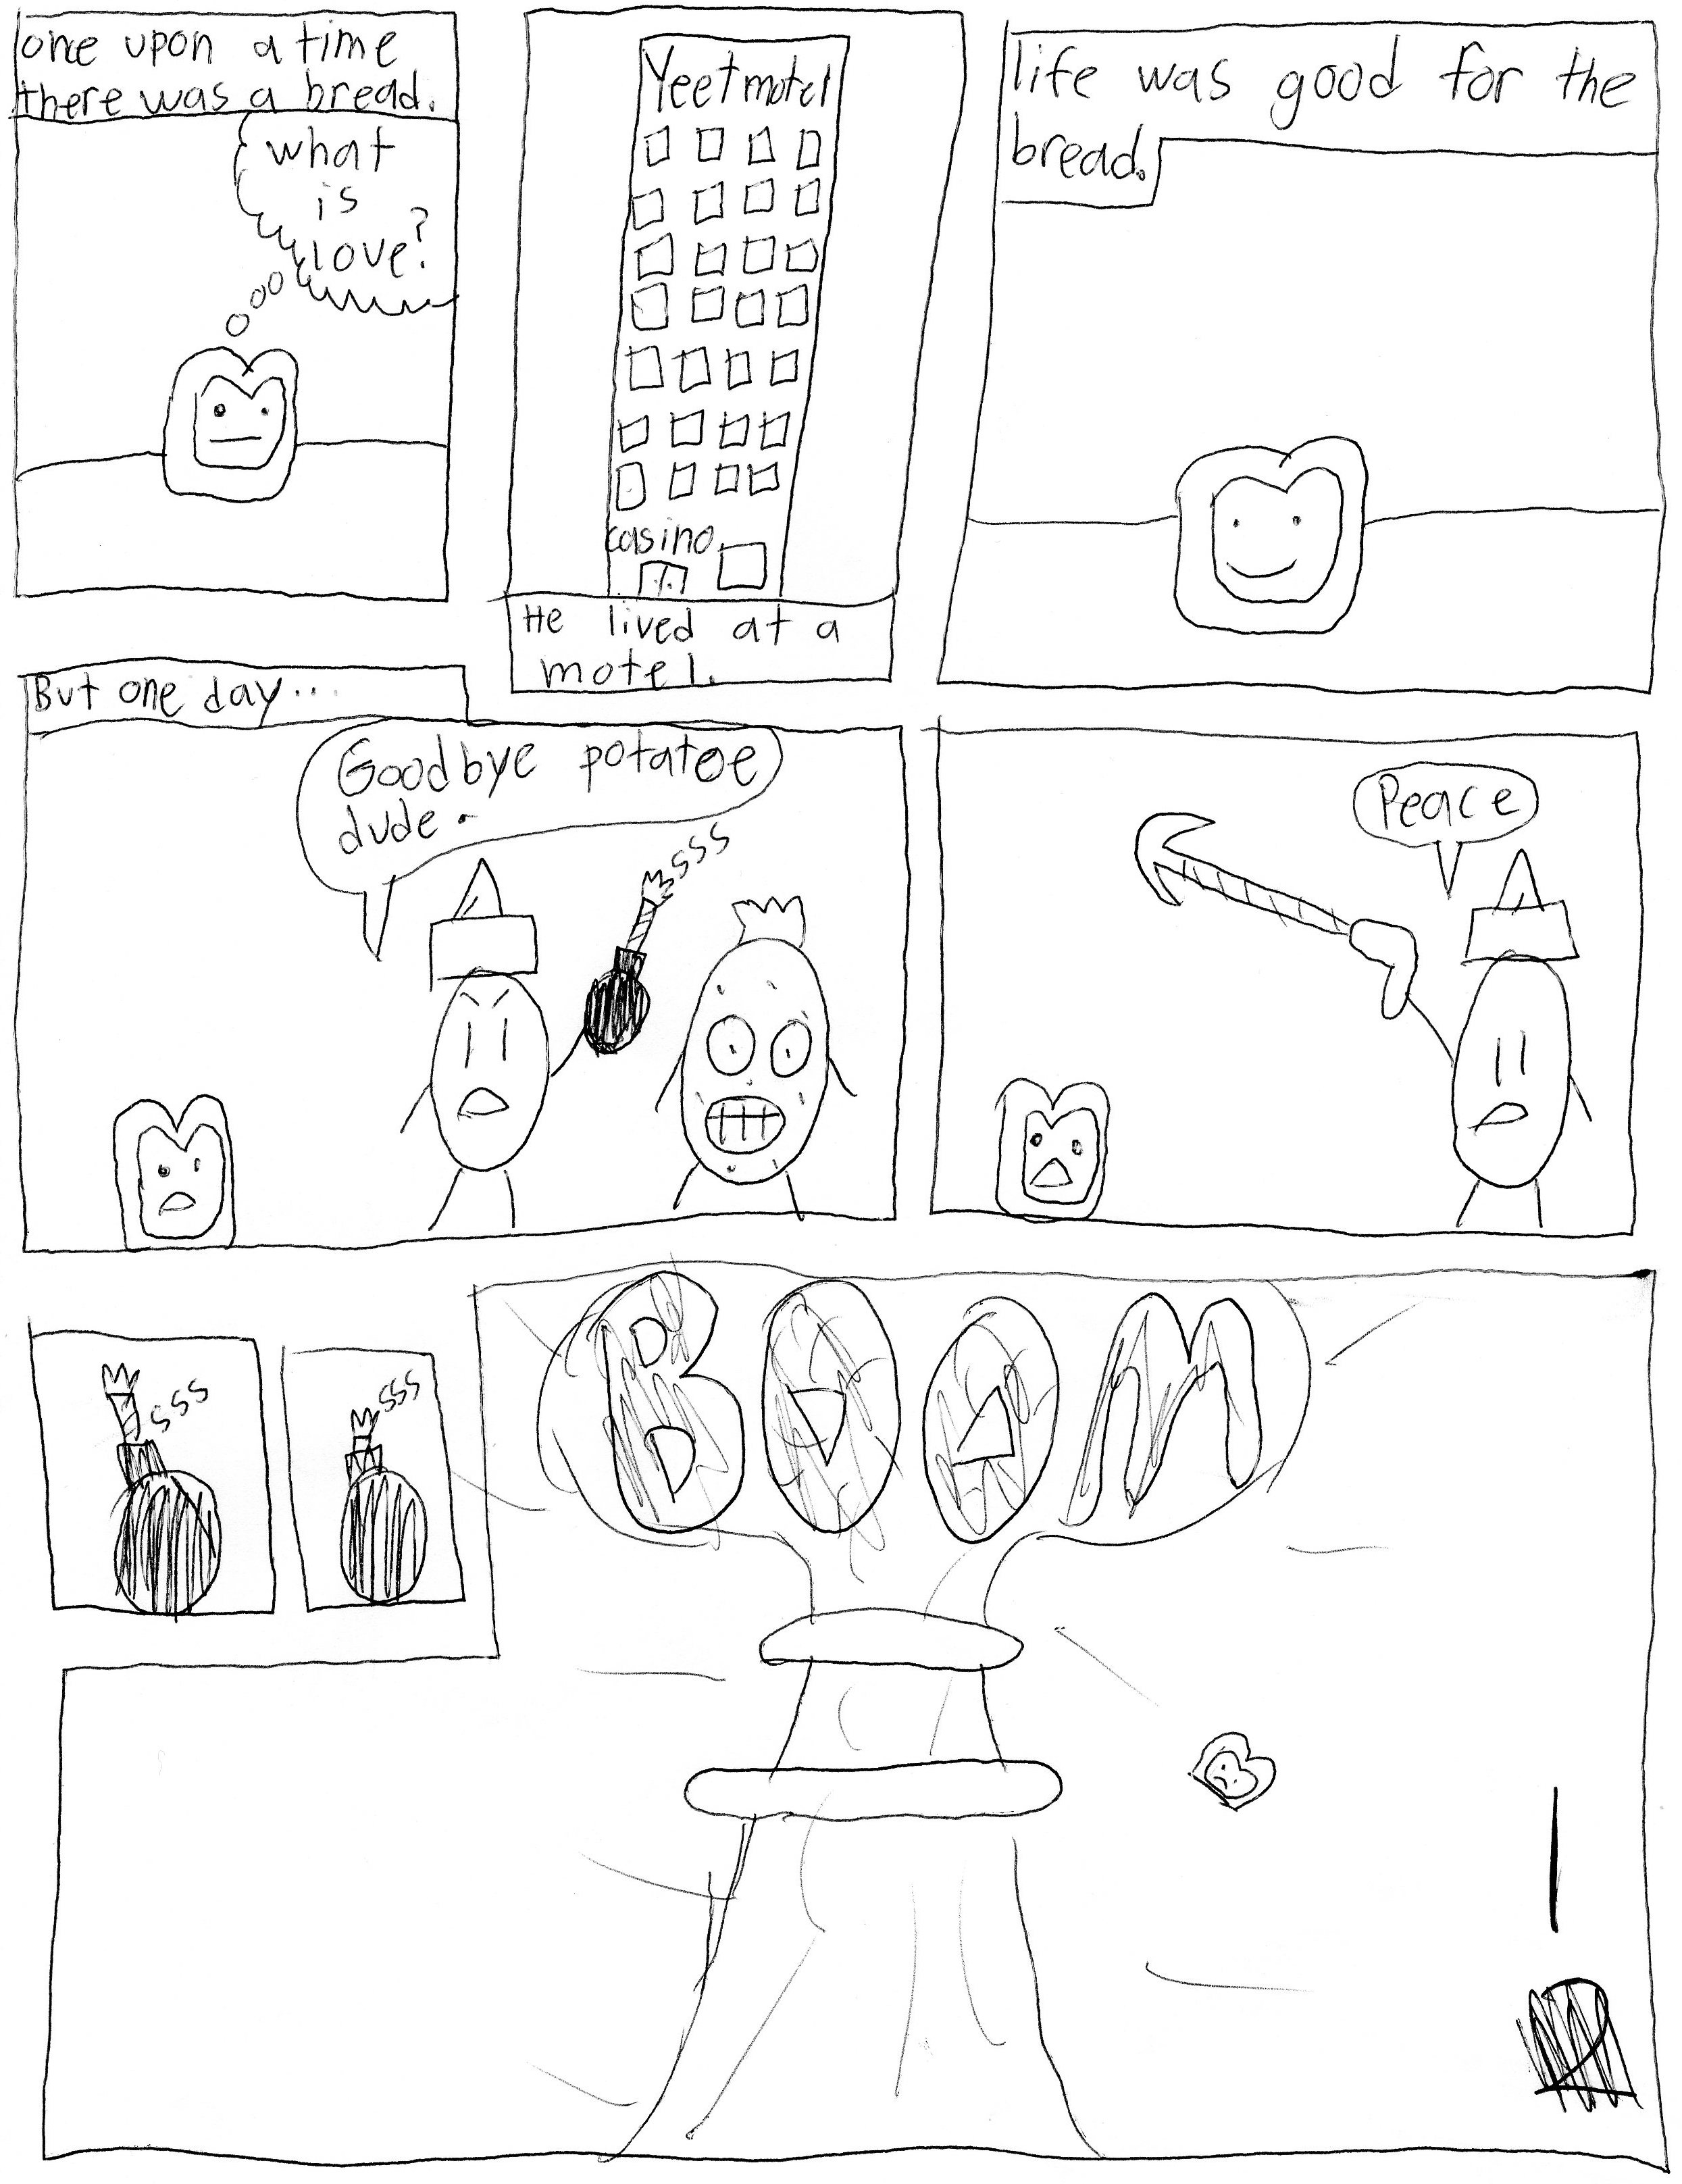 once upon a time
there was a bread.
what
is
love?
Yeet motel
casino
He lived at a
motel.
life was good for the
bread.
But one day...
Goodbye potatoe
dude.
sss
Peace
sss
sss
BOOM